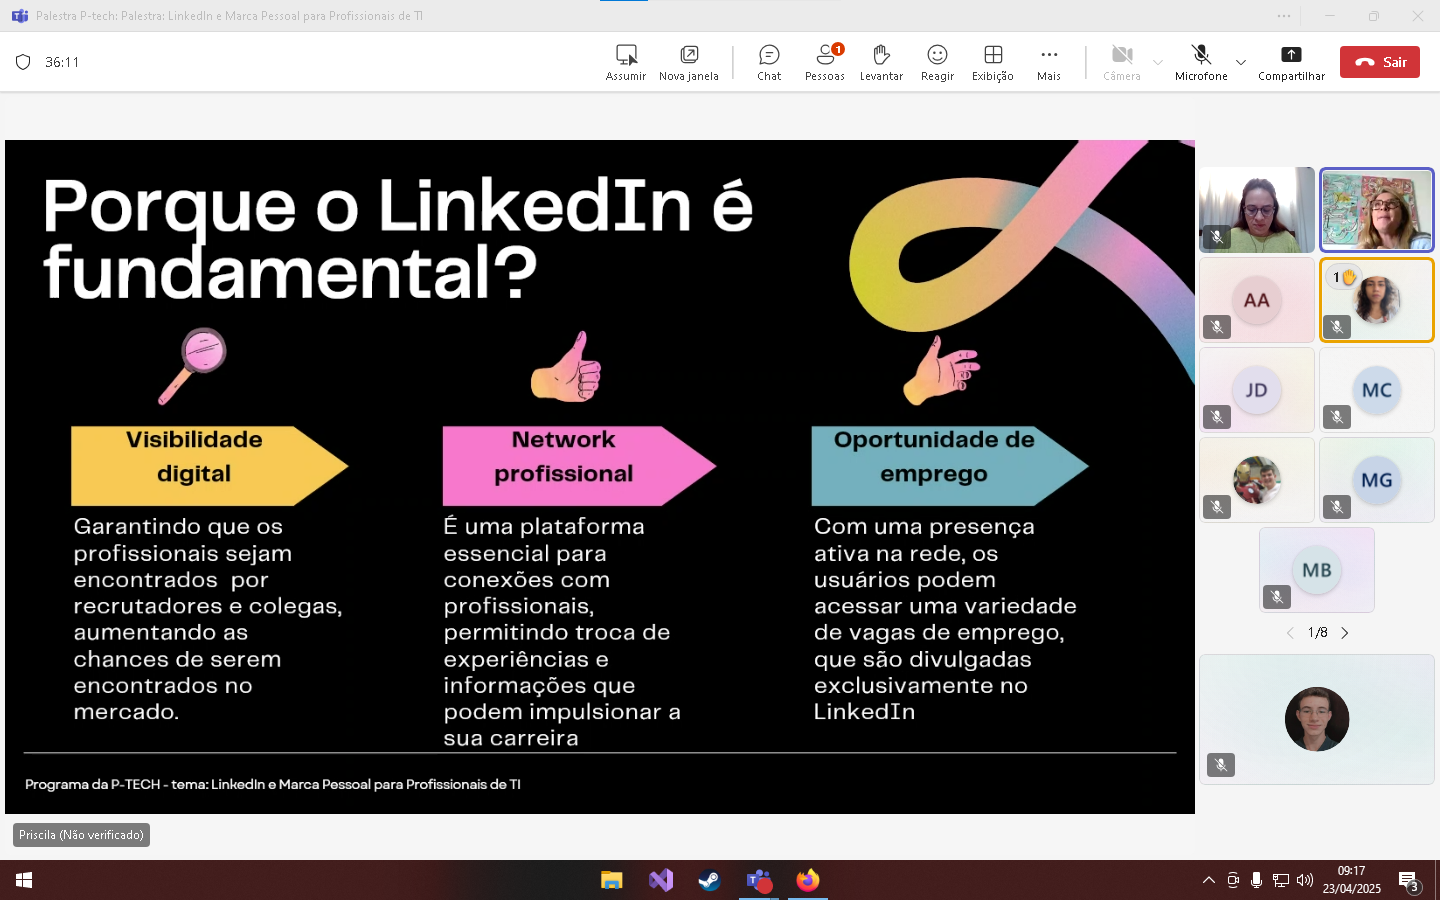 Palestra P-tech: Palestra: LinkedIn e Marca Pessoal para Profissionais de TI
36:11
Assumir
Nova janela
Chat
1
Pessoas
Levantar
Reagir
Exibição
Mais
Câmera
Microfone
Compartilhar
Sair
Porque o LinkedIn é
fundamental?
Visibilidade
digital
Garantindo que os
profissionais sejam
encontrados por
recrutadores e colegas,
aumentando as
chances de serem
encontrados no
mercado.
Network
profissional
É uma plataforma
essencial para
conexões com
profissionais,
permitindo troca de
experiências e
informações que
podem impulsionar a
sua carreira
Oportunidade de
emprego
Com uma presença
ativa na rede, os
usuários podem
acessar uma variedade
de vagas de emprego,
que são divulgadas
exclusivamente no
LinkedIn
Programa da P-TECH - tema: LinkedIn e Marca Pessoal para Profissionais de TI
Priscila (Não verificado)
AA
1
JD
MC
MG
MB
1/8
09:17
23/04/2025
3